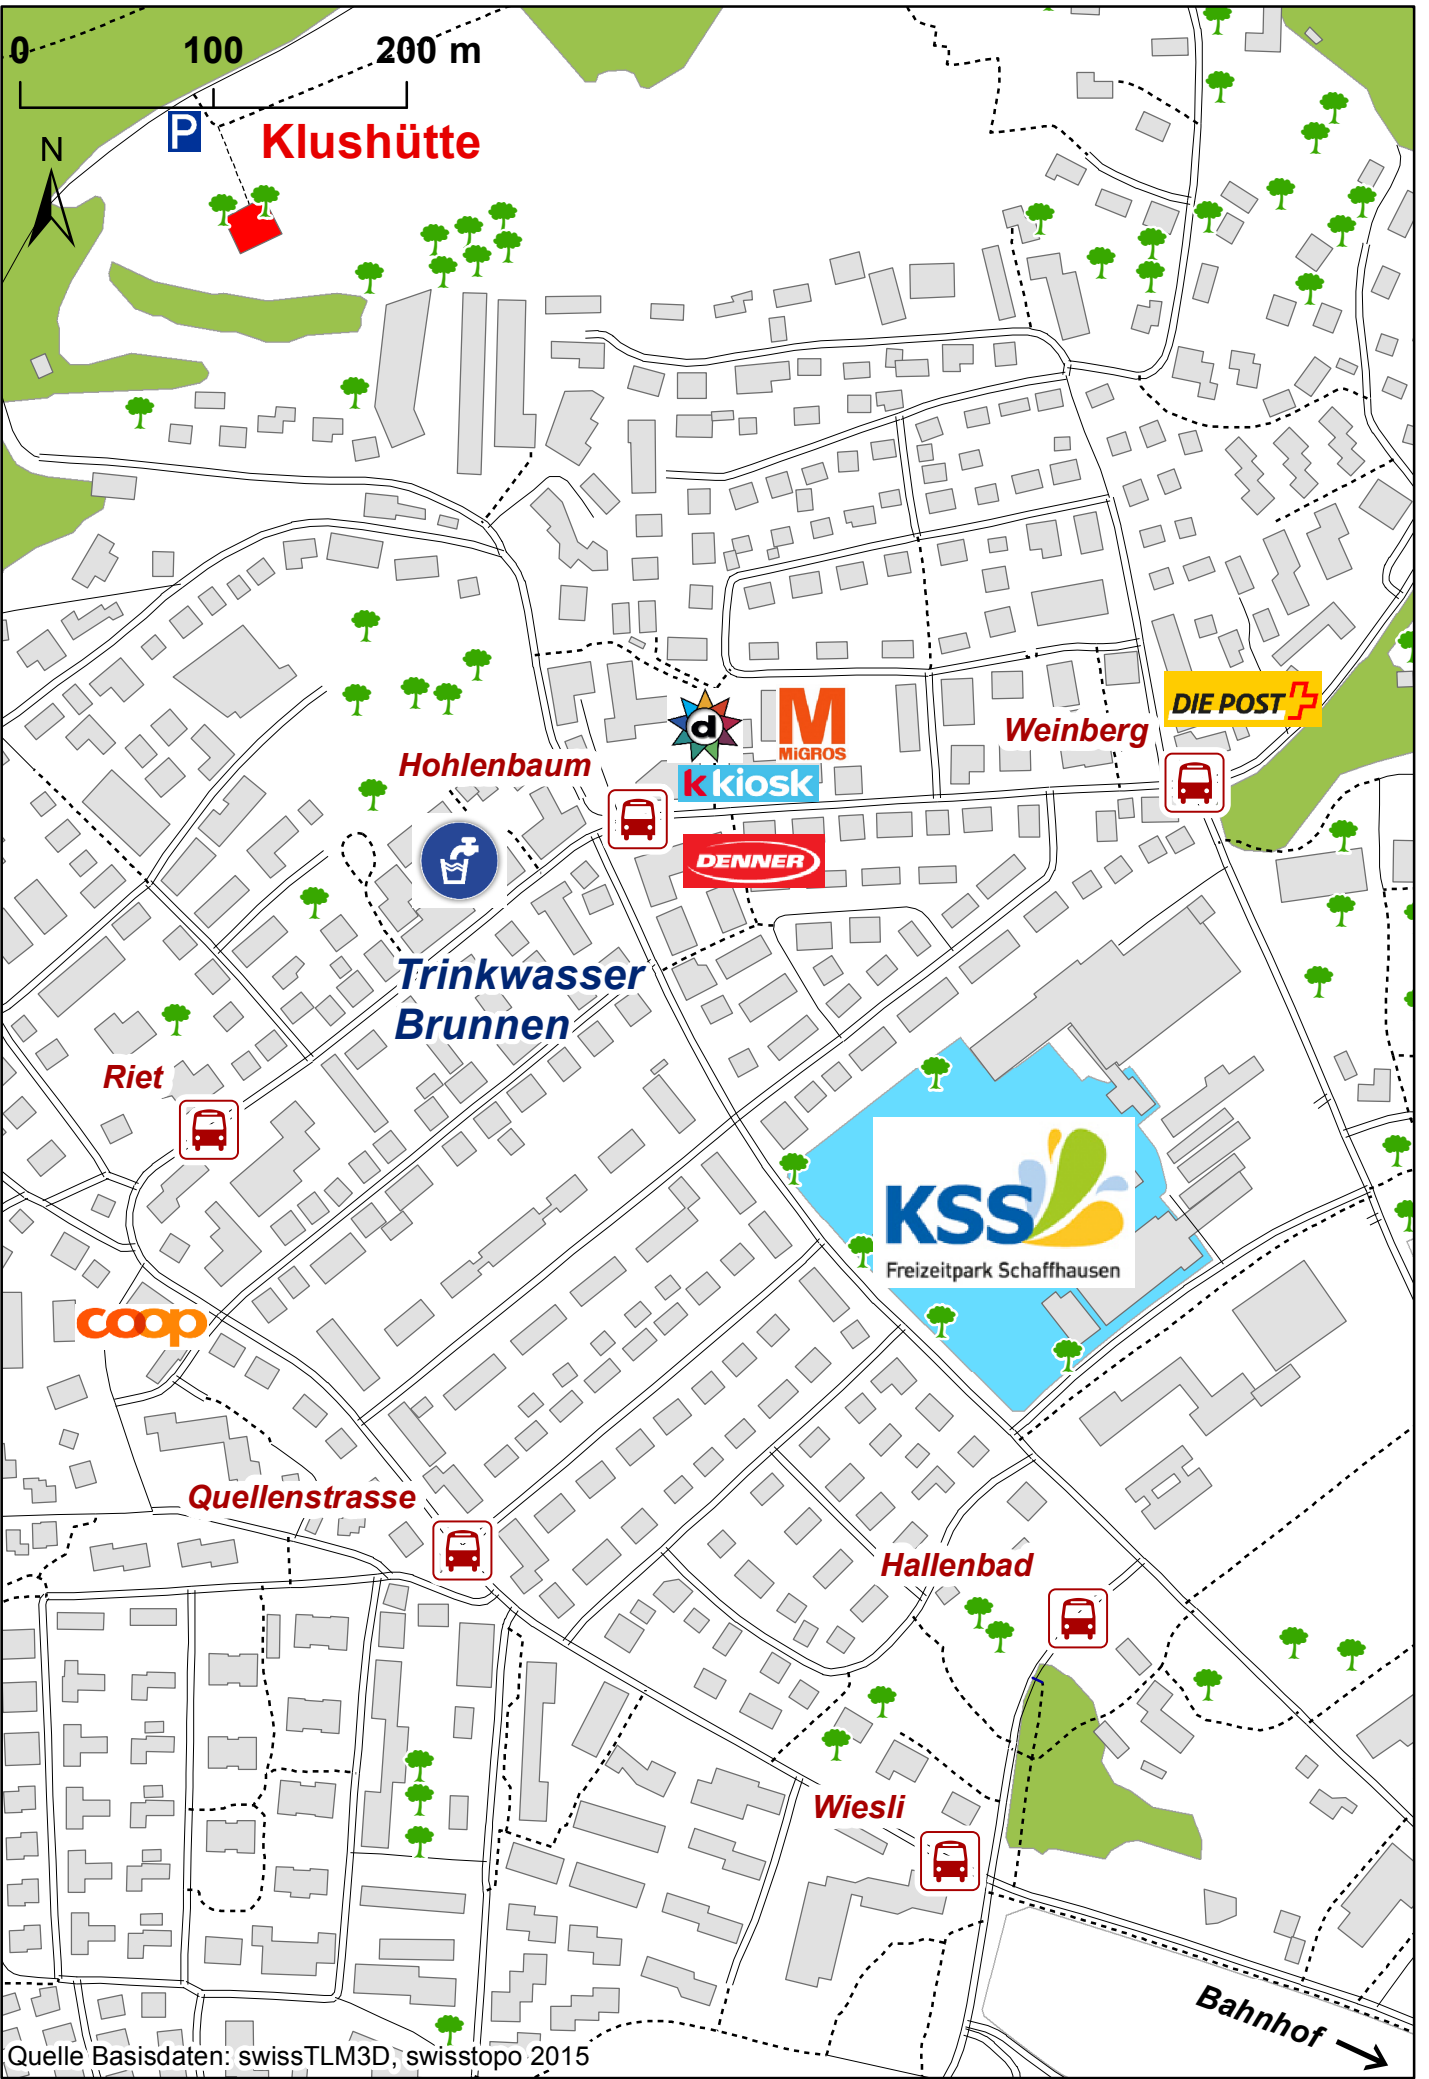 0 100 200 m
P
Klushütte
N
DIE POST
d
M
MIGROS
Weinberg
Hohlenbaum
k kiosk
DENNER
Trinkwasser
Brunnen
Riet
KSS
Freizeitpark Schaffhausen
coop
Quellenstrasse
Hallenbad
Wiesli
Bahnhof
Quelle Basisdaten: swissTLM3D, swisstopo 2015